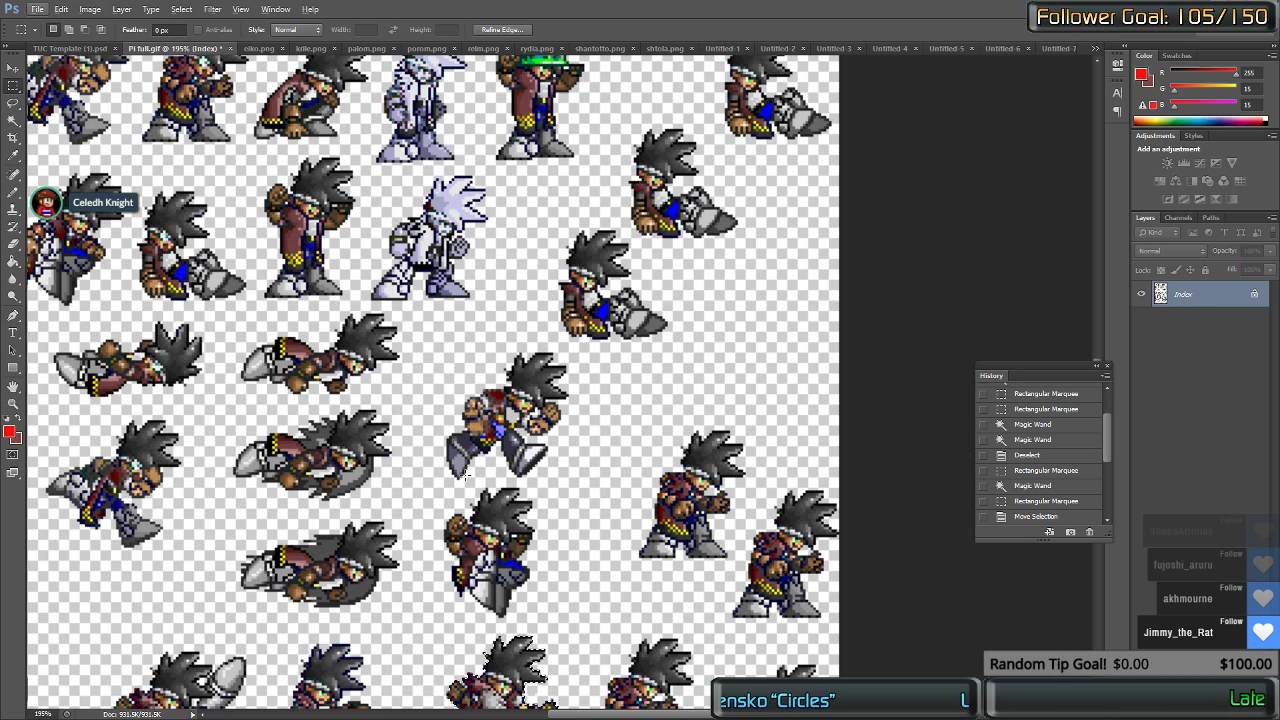 Ps File Edit Image Layer Type Select Filter View Window Help
Follower Goal: 105/150
Feather: 0 px Anti-alias Style: Normal Width: Height: Refine Edge...
TUC Template (1).psd Pi full.gif @ 195% (Index) * eiko.png krile.png palom.png porom.png relm.png rydia.png shantotto.png shtola.png Untitled-1 Untitled-2 Untitled-3 Untitled-4 Untitled-5 Untitled-6 Untitled-7
Color Swatches
R 255
G 15
B 15
Adjustments Styles
Add an adjustment
Layers Channels Paths
Kind
Normal Opacity: 100%
Lock: Fill: 100%
Index
Celedh Knight
History
Rectangular Marquee
Rectangular Marquee
Magic Wand
Magic Wand
Deselect
Rectangular Marquee
Magic Wand
Rectangular Marquee
Move Selection
Follow
fujoshi_aruru
Follow
akhmourne
Follow
Jimmy_the_Rat
Random Tip Goal! $0.00 $100.00
ensko "Circles" L
Late
195% Doc: 931.5K/931.5K